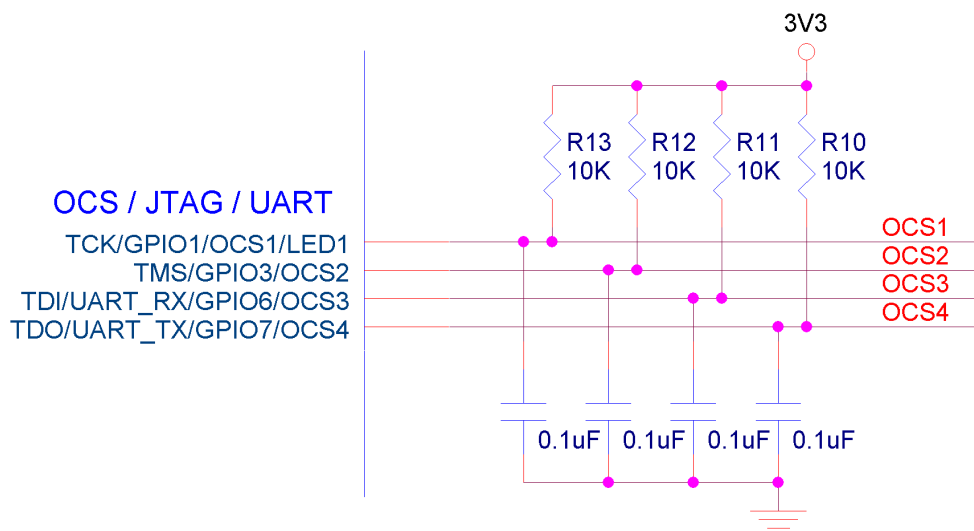 3V3
R13
10K
R12
10K
R11
10K
R10
10K
OCS / JTAG / UART
TCK/GPIO1/OCS1/LED1
TMS/GPIO3/OCS2
TDI/UART_RX/GPIO6/OCS3
TDO/UART_TX/GPIO7/OCS4
OCS1
OCS2
OCS3
OCS4
0.1uF
0.1uF
0.1uF
0.1uF